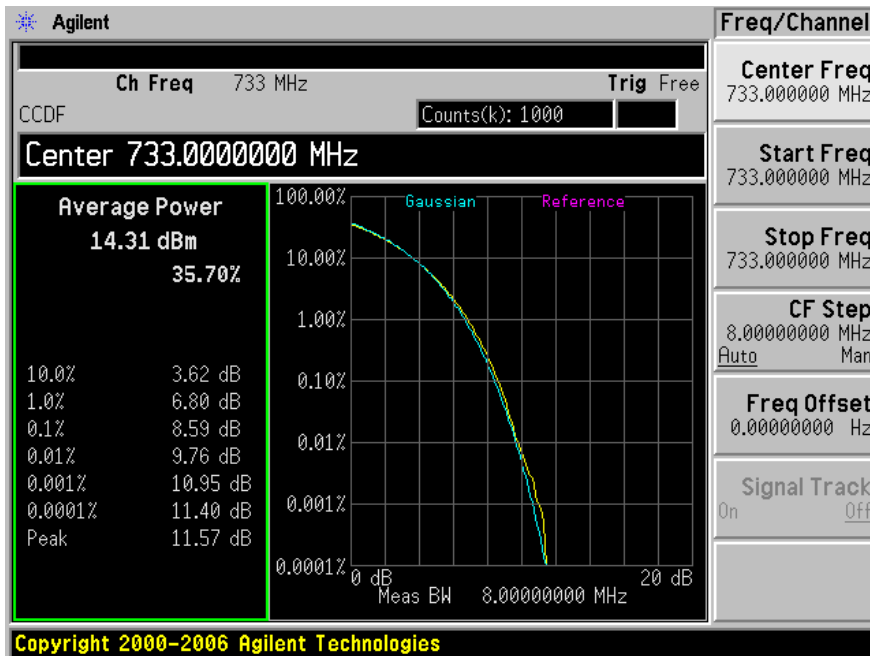 Agilent
Freq/Channel
Ch Freq 733 MHz Trig Free
CCDF Counts(k): 1000
Center 733.0000000 MHz
Average Power
14.31 dBm
35.70%
10.0% 3.62 dB
1.0% 6.80 dB
0.1% 8.59 dB
0.01% 9.76 dB
0.001% 10.95 dB
0.0001% 11.40 dB
Peak 11.57 dB
100.00%
Gaussian Reference
10.00%
1.00%
0.10%
0.01%
0.001%
0.0001%
0 dB 20 dB
Meas BW 8.00000000 MHz
Center Freq
733.000000 MHz
Start Freq
733.000000 MHz
Stop Freq
733.000000 MHz
CF Step
8.00000000 MHz
Auto Man
Freq Offset
0.00000000 Hz
Signal Track
On Off
Copyright 2000-2006 Agilent Technologies